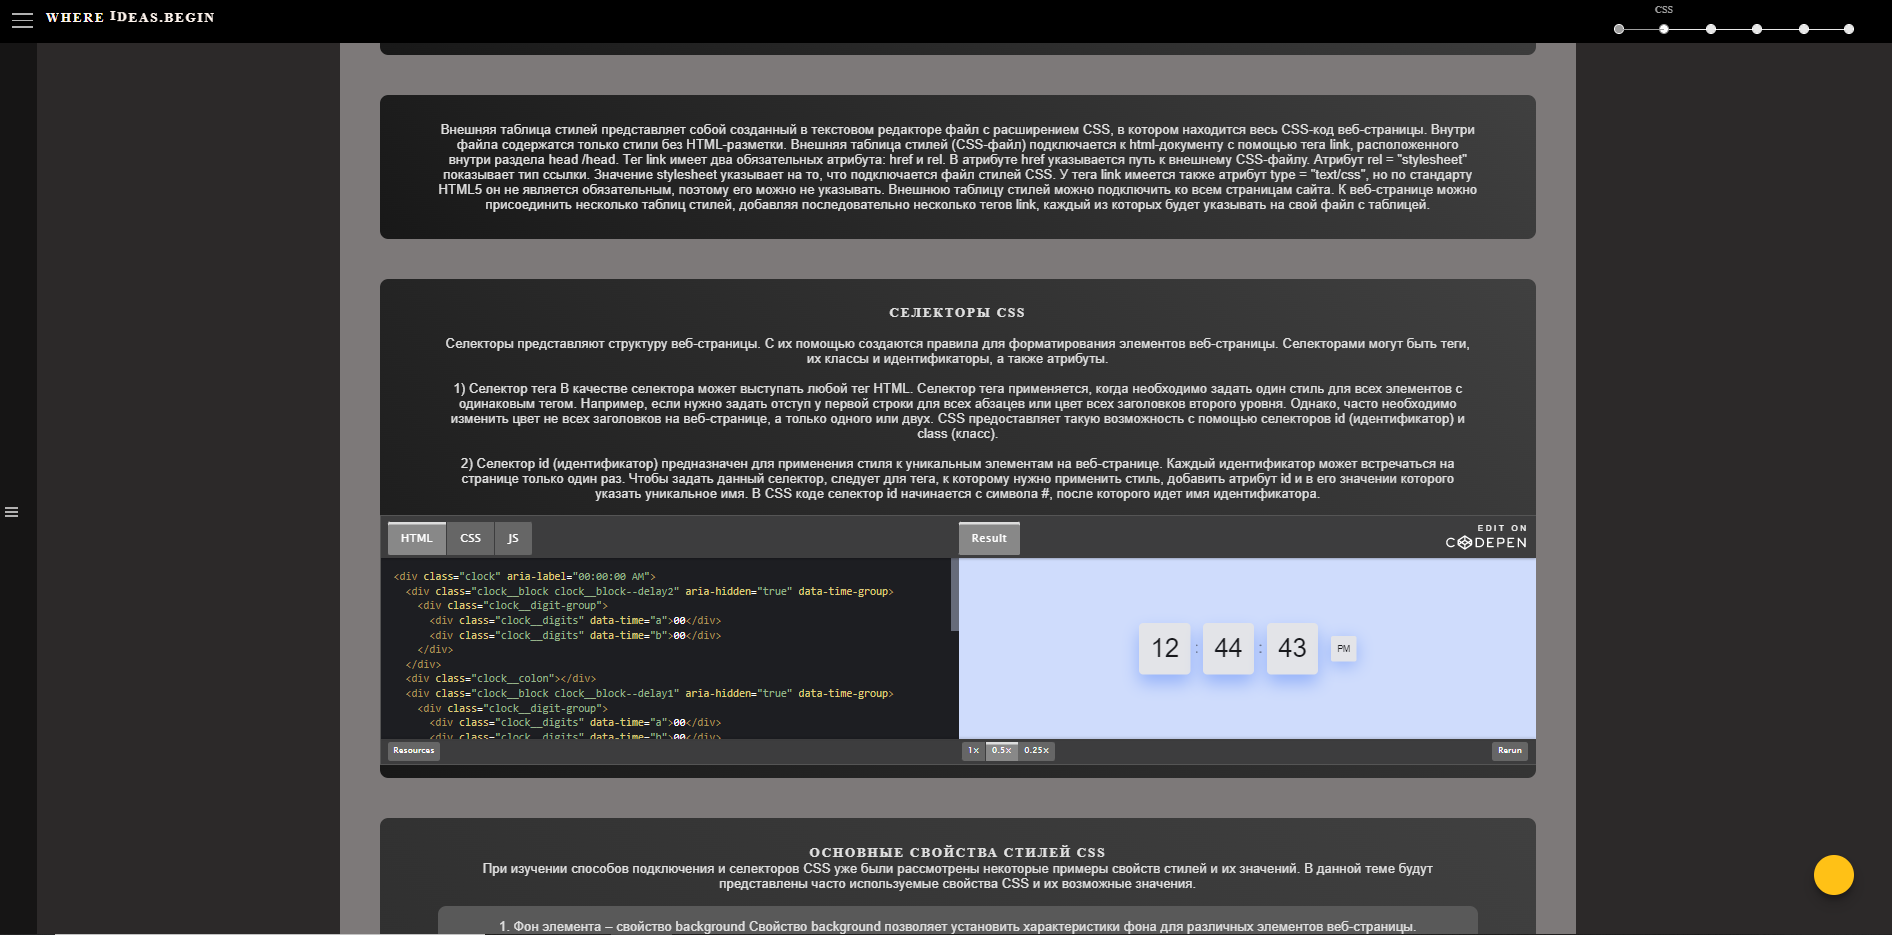 WHERE IDEAS.BEGIN
CSS
Внешняя таблица стилей представляет собой созданный в текстовом редакторе файл с расширением CSS, в котором находится весь CSS-код веб-страницы. Внутри
файла содержатся только стили без HTML-разметки. Внешняя таблица стилей (CSS-файл) подключается к html-документу с помощью тега link, расположенного
внутри раздела head /head. Тег link имеет два обязательных атрибута: href и rel. В атрибуте href указывается путь к внешнему CSS-файлу. Атрибут rel = "stylesheet"
показывает тип ссылки. Значение stylesheet указывает на то, что подключается файл стилей CSS. У тега link имеется также атрибут type = "text/css", но по стандарту
HTML5 он не является обязательным, поэтому его можно не указывать. Внешнюю таблицу стилей можно подключить ко всем страницам сайта. К веб-странице можно
присоединить несколько таблиц стилей, добавляя последовательно несколько тегов link, каждый из которых будет указывать на свой файл с таблицей.
СЕЛЕКТОРЫ CSS
Селекторы представляют структуру веб-страницы. С их помощью создаются правила для форматирования элементов веб-страницы. Селекторами могут быть теги,
их классы и идентификаторы, а также атрибуты.
1) Селектор тега В качестве селектора может выступать любой тег HTML. Селектор тега применяется, когда необходимо задать один стиль для всех элементов с
одинаковым тегом. Например, если нужно задать отступ у первой строки для всех абзацев или цвет всех заголовков второго уровня. Однако, часто необходимо
изменить цвет не всех заголовков на веб-странице, а только одного или двух. CSS предоставляет такую возможность с помощью селекторов id (идентификатор) и
class (класс).
2) Селектор id (идентификатор) предназначен для применения стиля к уникальным элементам на веб-странице. Каждый идентификатор может встречаться на
странице только один раз. Чтобы задать данный селектор, следует для тега, к которому нужно применить стиль, добавить атрибут id и в его значении которого
указать уникальное имя. В CSS коде селектор id начинается с символа #, после которого идет имя идентификатора.
HTML CSS JS
Result
EDIT ON
CODEPEN
<div class="clock" aria-label="00:00:00 AM">
<div class="clock__block clock__block--delay2" aria-hidden="true" data-time-group>
<div class="clock__digit-group">
<div class="clock__digits" data-time="a">00</div>
<div class="clock__digits" data-time="b">00</div>
</div>
</div>
<div class="clock__colon"></div>
<div class="clock__block clock__block--delay1" aria-hidden="true" data-time-group>
<div class="clock__digit-group">
<div class="clock__digits" data-time="a">00</div>
<div class="clock__digits" data-time="b">00</div>
12 : 44 : 43 PM
Resources
1× 0.5× 0.25×
Rerun
ОСНОВНЫЕ СВОЙСТВА СТИЛЕЙ CSS
При изучении способов подключения и селекторов CSS уже были рассмотрены некоторые примеры свойств стилей и их значений. В данной теме будут
представлены часто используемые свойства CSS и их возможные значения.
1. Фон элемента – свойство background Свойство background позволяет установить характеристики фона для различных элементов веб-страницы.